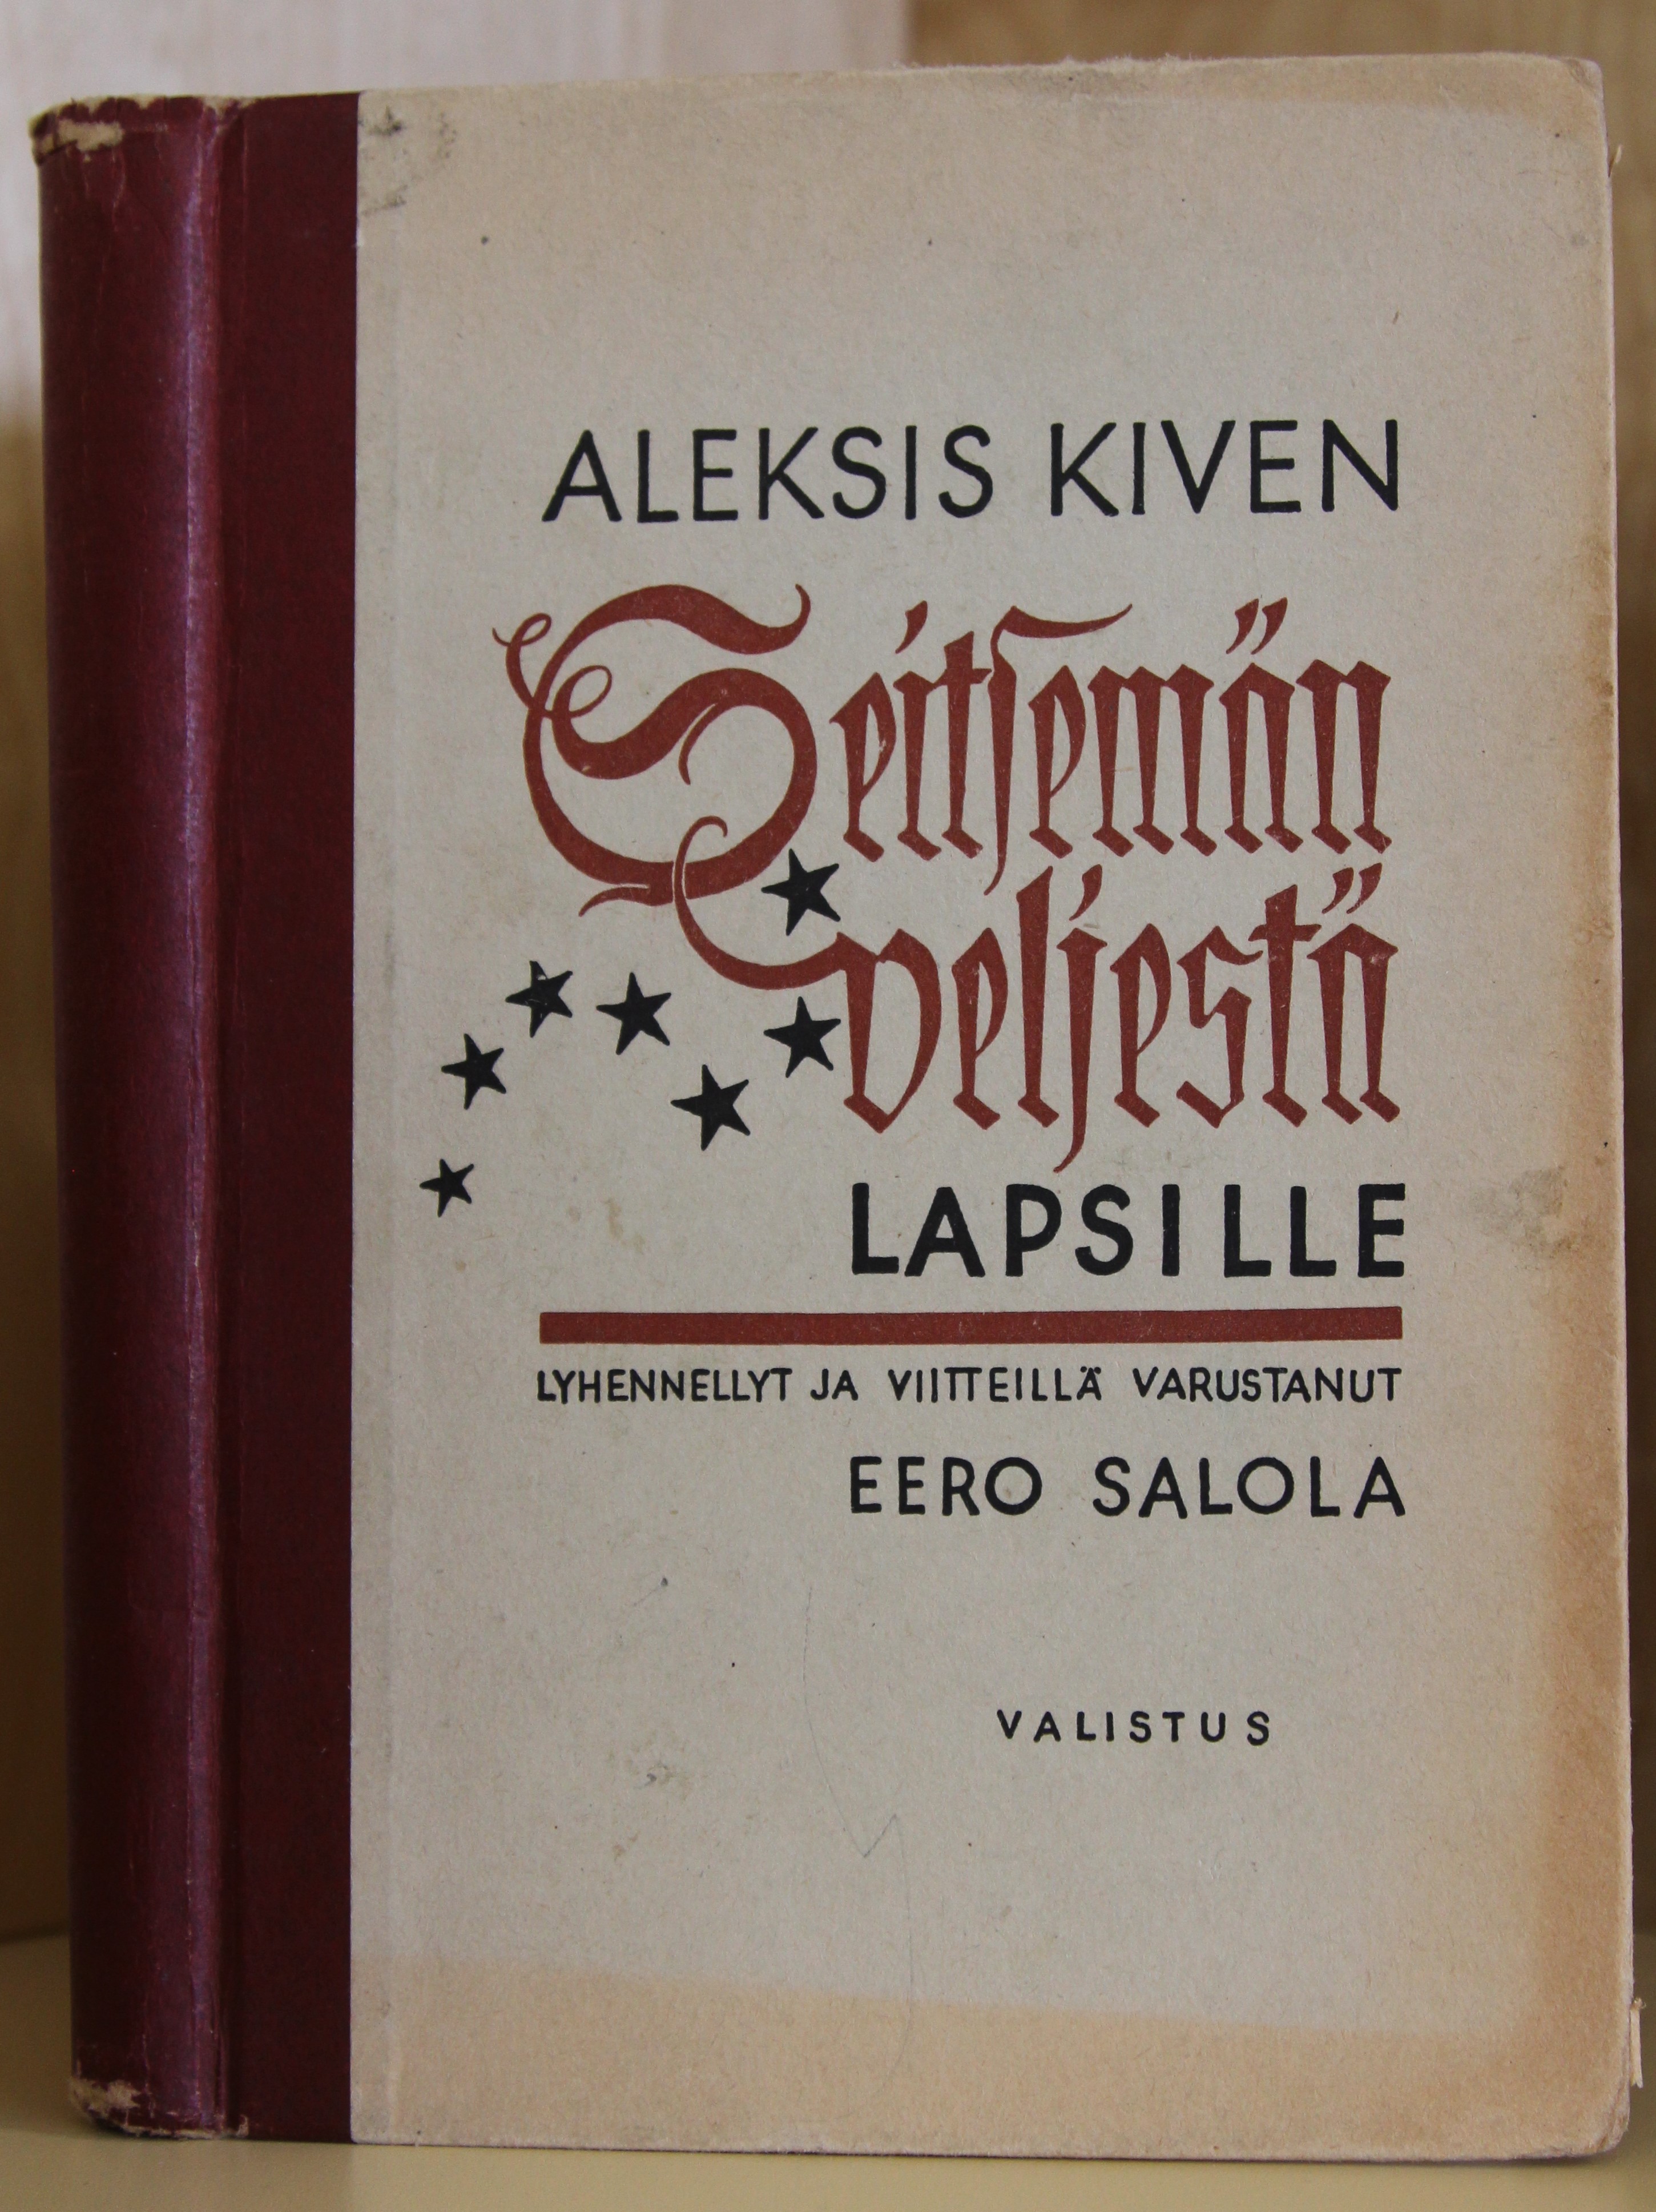 ALEKSIS KIVEN
Seitsemän
veljestä
LAPSILLE
LYHENNELLYT JA VIITTEILLÄ VARUSTANUT
EERO SALOLA
VALISTUS